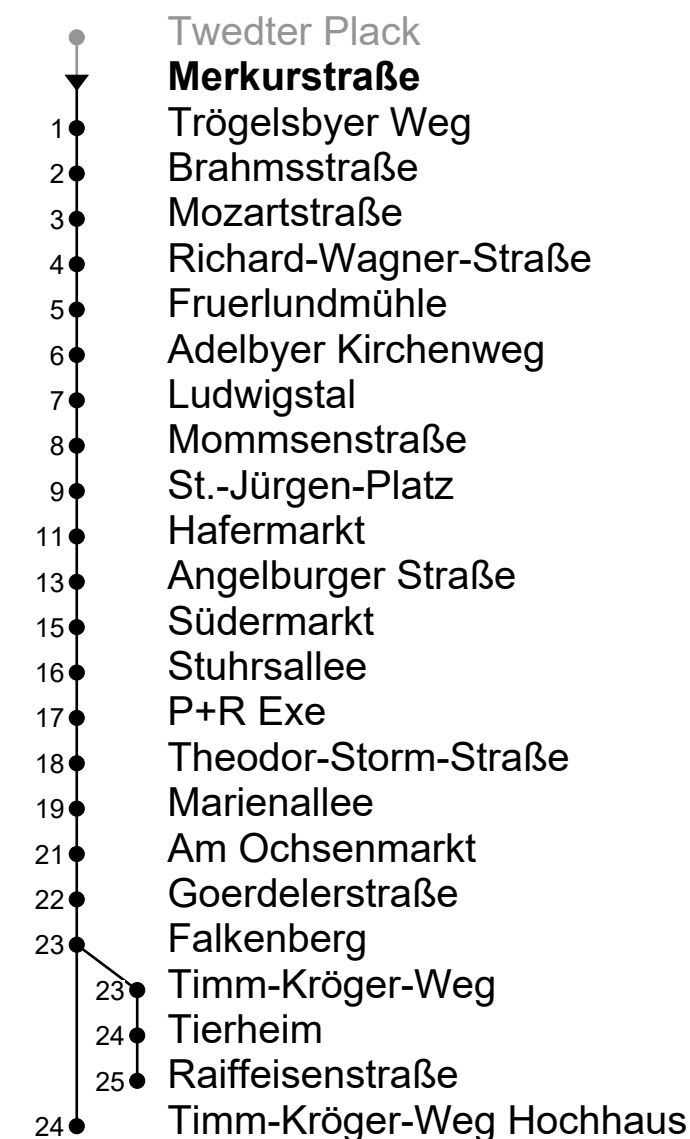 Twedter Plack
Merkurstraße
1 Trögelsbyer Weg
2 Brahmsstraße
3 Mozartstraße
4 Richard-Wagner-Straße
5 Fruerlundmühle
6 Adelbyer Kirchenweg
7 Ludwigstal
8 Mommsenstraße
9 St.-Jürgen-Platz
11 Hafermarkt
13 Angelburger Straße
15 Südermarkt
16 Stuhrsallee
17 P+R Exe
18 Theodor-Storm-Straße
19 Marienallee
21 Am Ochsenmarkt
22 Goerdelerstraße
23 Falkenberg
23 Timm-Kröger-Weg
24 Tierheim
25 Raiffeisenstraße
24 Timm-Kröger-Weg Hochhaus